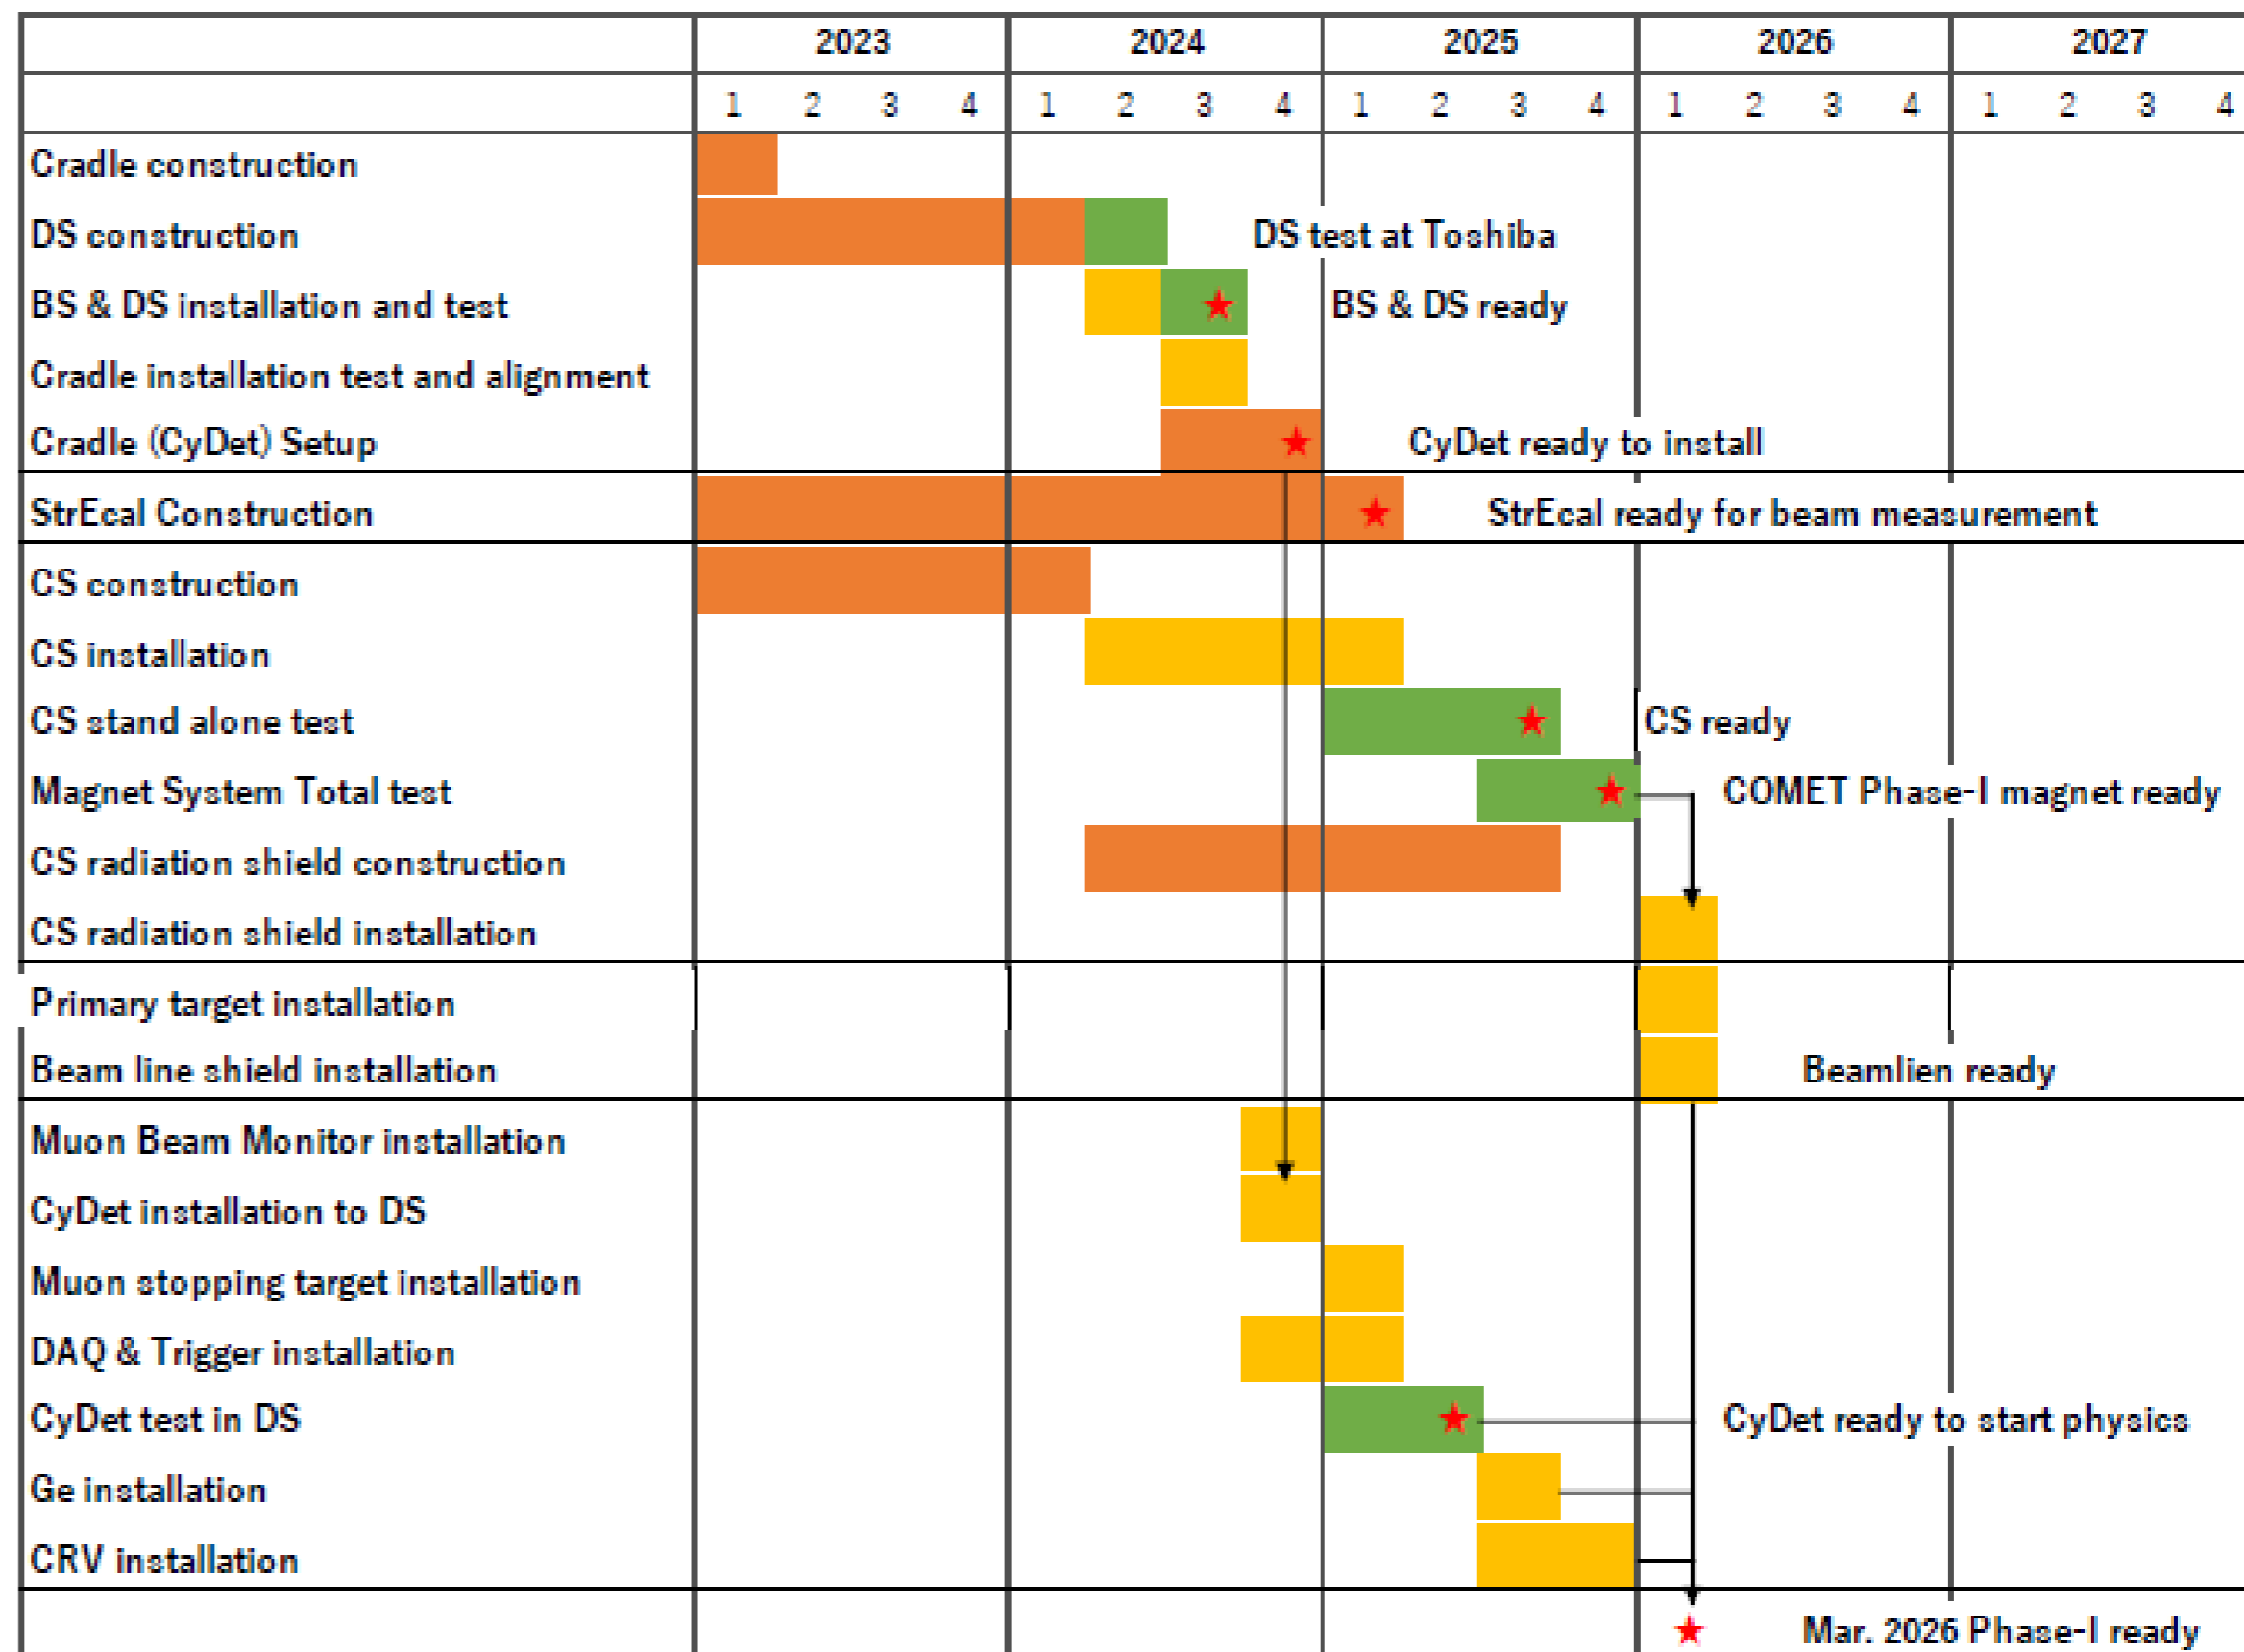 2023 2024 2025 2026 2027
1 2 3 4 1 2 3 4 1 2 3 4 1 2 3 4 1 2 3 4
Cradle construction
DS construction DS test at Toshiba
BS & DS installation and test BS & DS ready
Cradle installation test and alignment
Cradle (CyDet) Setup CyDet ready to install
StrEcal Construction StrEcal ready for beam measurement
CS construction
CS installation
CS stand alone test CS ready
Magnet System Total test COMET Phase-I magnet ready
CS radiation shield construction
CS radiation shield installation
Primary target installation
Beam line shield installation Beamlien ready
Muon Beam Monitor installation
CyDet installation to DS
Muon stopping target installation
DAQ & Trigger installation
CyDet test in DS CyDet ready to start physics
Ge installation
CRV installation
Mar. 2026 Phase-I ready